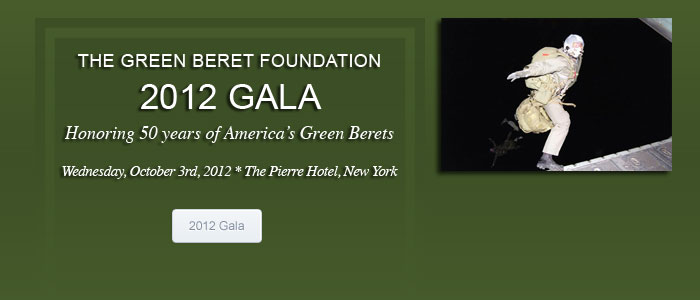 THE GREEN BERET FOUNDATION
2012 GALA
Honoring 50 years of America’s Green Berets
Wednesday, October 3rd, 2012 * The Pierre Hotel, New York
2012 Gala